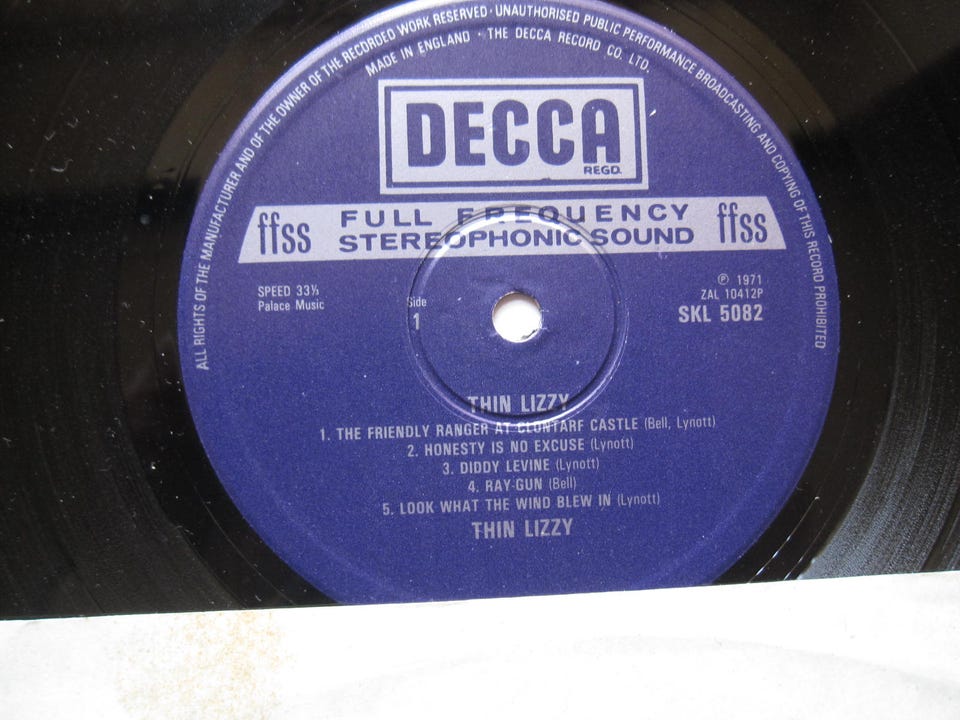 ALL RIGHTS OF THE MANUFACTURER AND OF THE OWNER OF THE RECORDED WORK RESERVED · UNAUTHORISED PUBLIC PERFORMANCE BROADCASTING AND COPYING OF THIS RECORD PROHIBITED
MADE IN ENGLAND · THE DECCA RECORD CO. LTD.
DECCA
REGD.
ffss FULL FREQUENCY ffss
STEREOPHONIC SOUND
SPEED 33⅓
Palace Music
Side
1
℗ 1971
ZAL 10412P
SKL 5082
THIN LIZZY
1. THE FRIENDLY RANGER AT CLONTARF CASTLE (Bell, Lynott)
2. HONESTY IS NO EXCUSE (Lynott)
3. DIDDY LEVINE (Lynott)
4. RAY-GUN (Bell)
5. LOOK WHAT THE WIND BLEW IN (Lynott)
THIN LIZZY